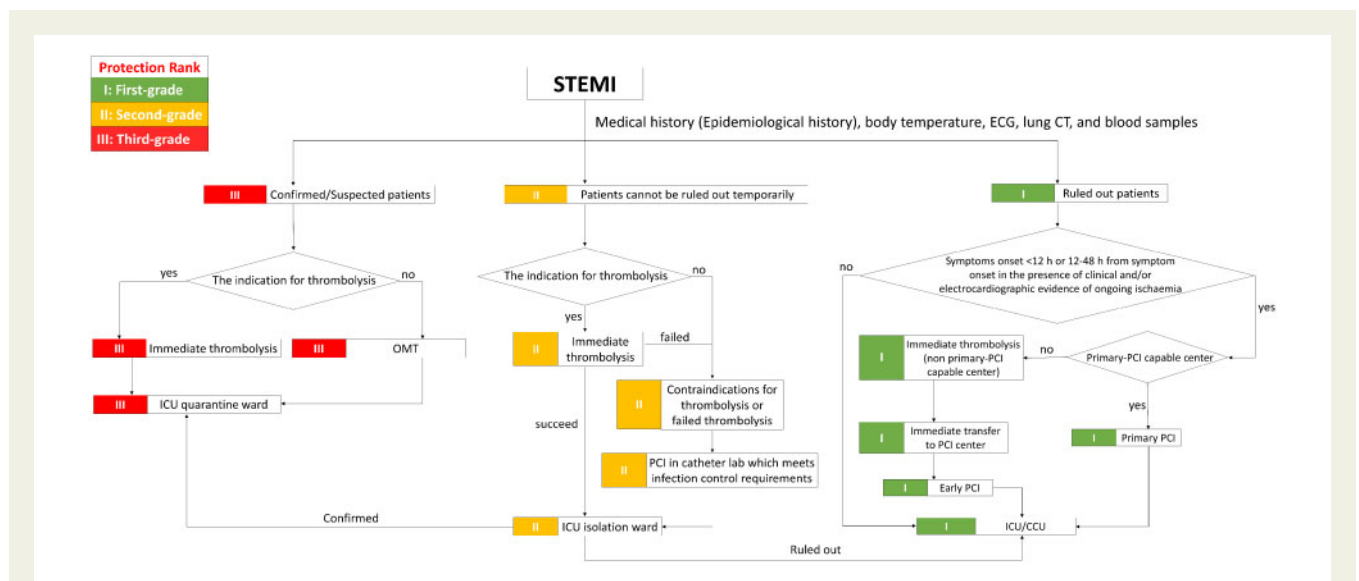 Protection Rank
I: First-grade
II: Second-grade
III: Third-grade
STEMI
Medical history (Epidemiological history), body temperature, ECG, lung CT, and blood samples
III Confirmed/Suspected patients
II Patients cannot be ruled out temporarily
I Ruled out patients
yes
The indication for thrombolysis
no
The indication for thrombolysis
no
yes
no
Symptoms onset <12 h or 12-48 h from symptom
onset in the presence of clinical and/or
electrocardiographic evidence of ongoing ischaemia
yes
III Immediate thrombolysis
III OMT
III ICU quarantine ward
II Immediate
thrombolysis
failed
II Contraindications for
thrombolysis or
failed thrombolysis
succeed
II PCI in catheter lab which meets
infection control requirements
Confirmed
II ICU isolation ward
Ruled out
I Immediate thrombolysis
(non primary-PCI
capable center)
no
Primary-PCI capable center
yes
I Immediate transfer
to PCI center
I Primary PCI
I Early PCI
I ICU/CCU